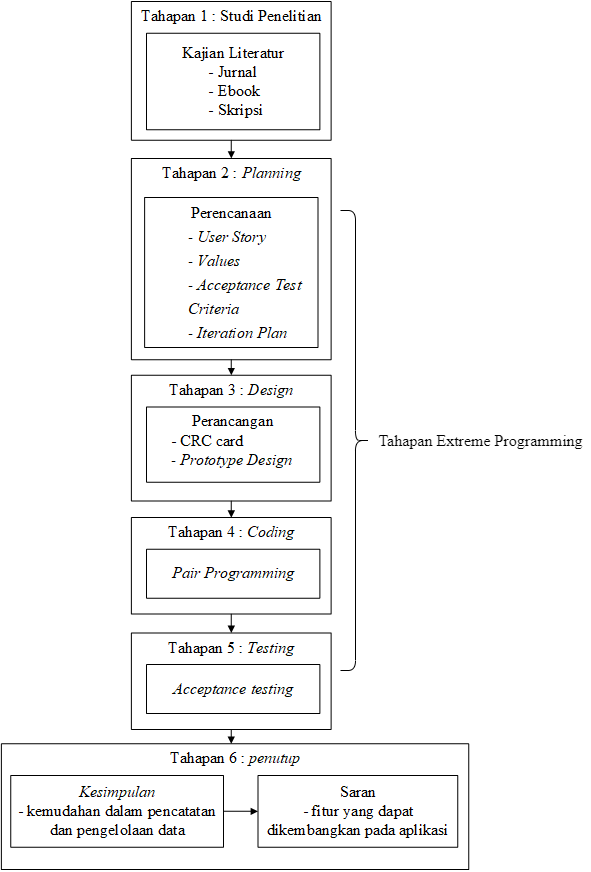 Tahapan 1 : Studi Penelitian
Kajian Literatur
- Jurnal
- Ebook
- Skripsi
Tahapan 2 : Planning
Perencanaan
- User Story
- Values
- Acceptance Test
Criteria
- Iteration Plan
Tahapan 3 : Design
Perancangan
- CRC card
- Prototype Design
Tahapan Extreme Programming
Tahapan 4 : Coding
Pair Programming
Tahapan 5 : Testing
Acceptance testing
Tahapan 6 : penutup
Kesimpulan
- kemudahan dalam pencatatan
dan pengelolaan data
Saran
- fitur yang dapat
dikembangkan pada aplikasi